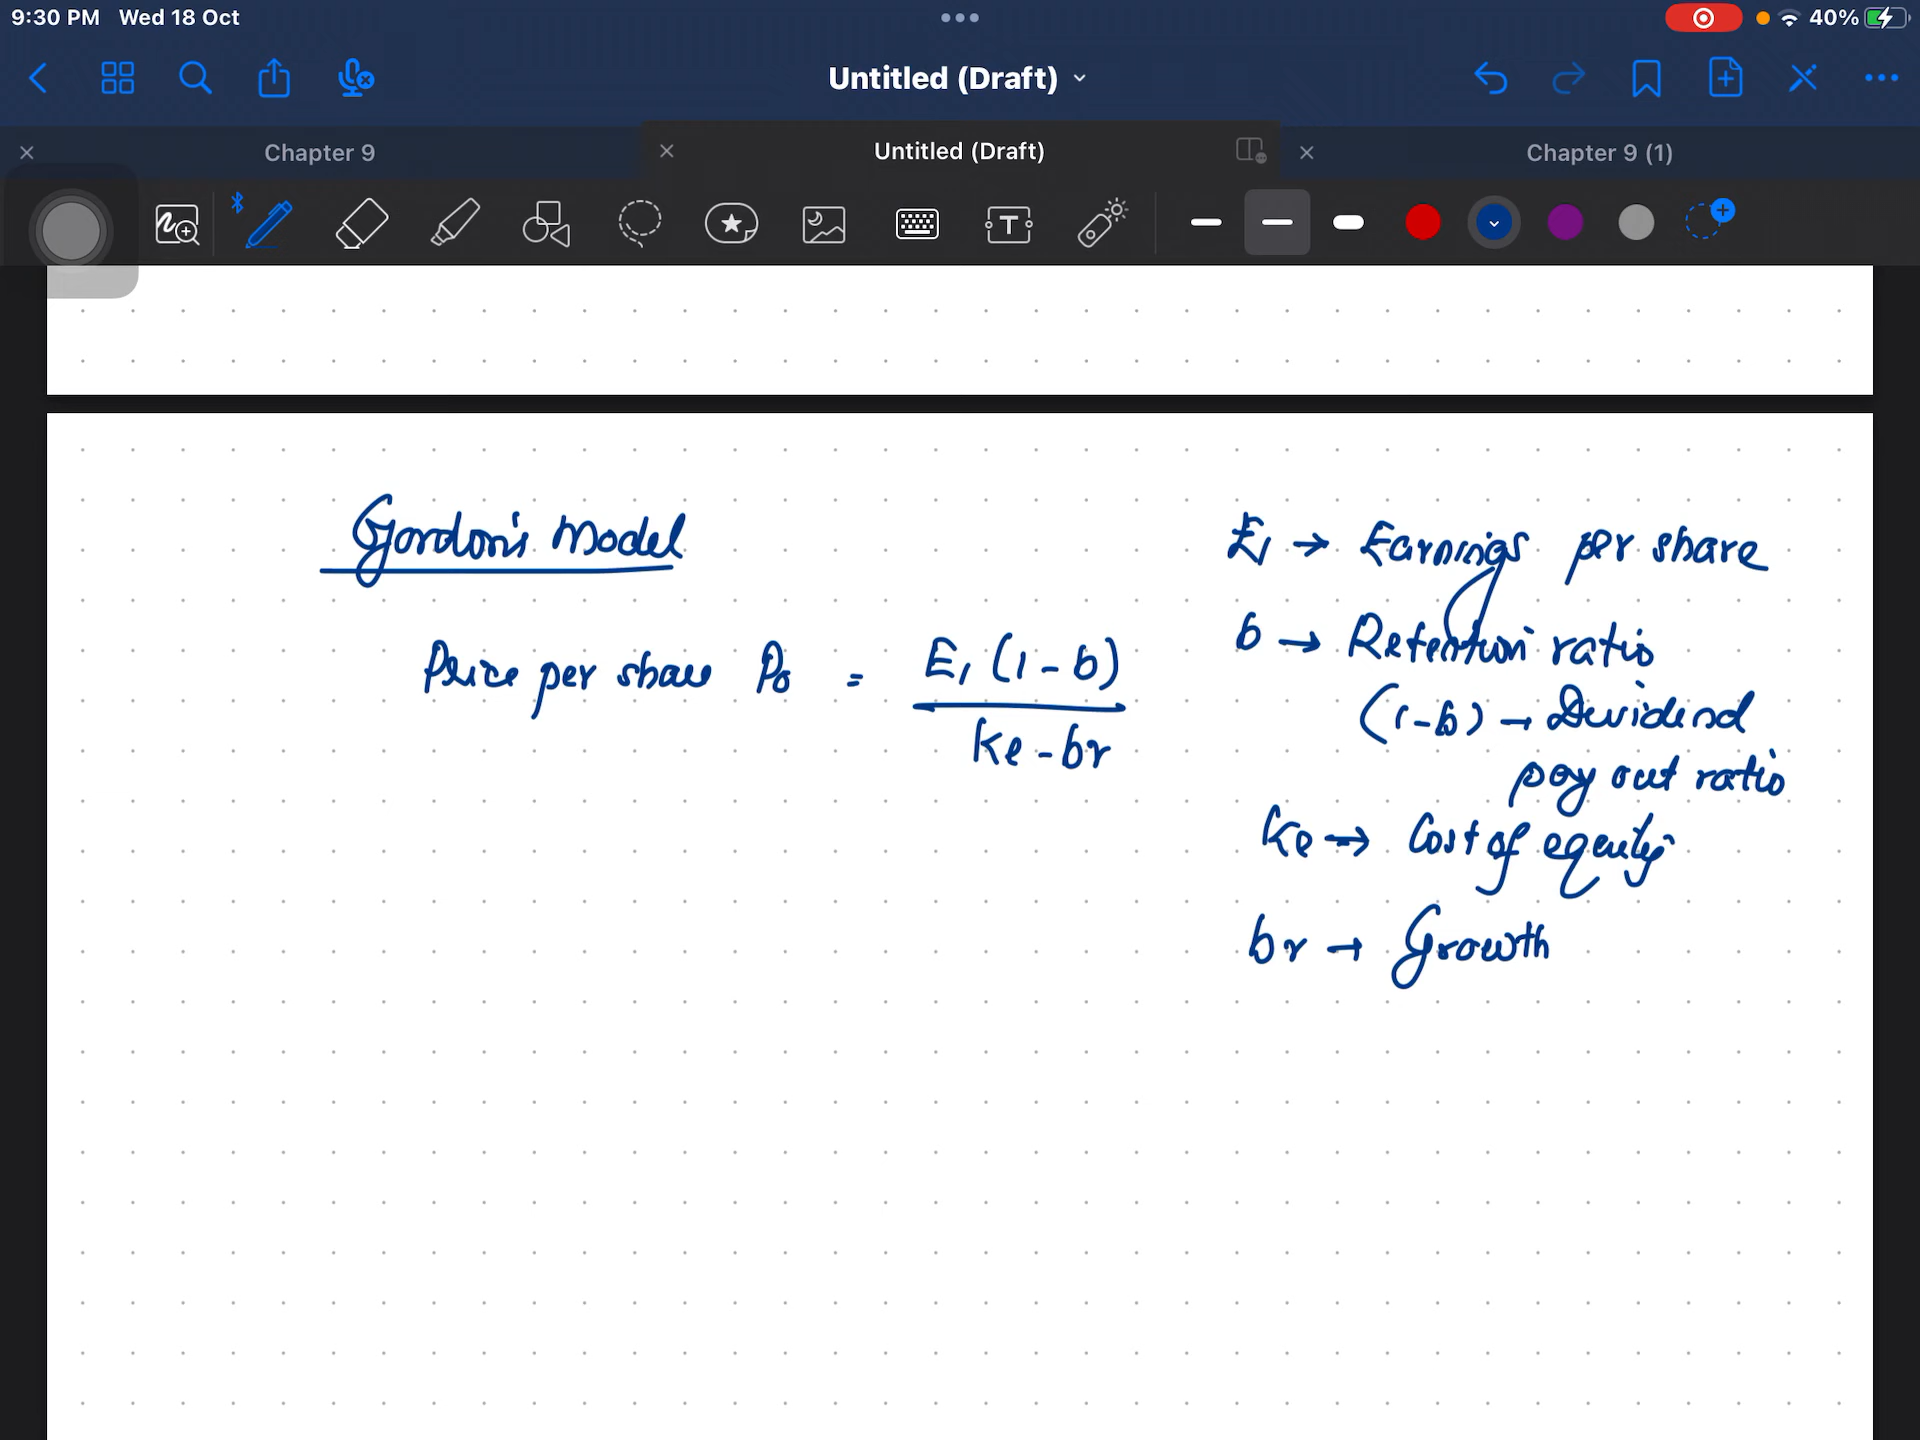 9:30 PM Wed 18 Oct
40%
Untitled (Draft)
Chapter 9
Untitled (Draft)
Chapter 9 (1)
Gordon's Model
Price per share P₀ = E₁ (1 - b)
ke - br
E₁ → Earnings per share
b → Retention ratio
(1-b) → Dividend
pay out ratio
ke → Cost of equity
br → Growth